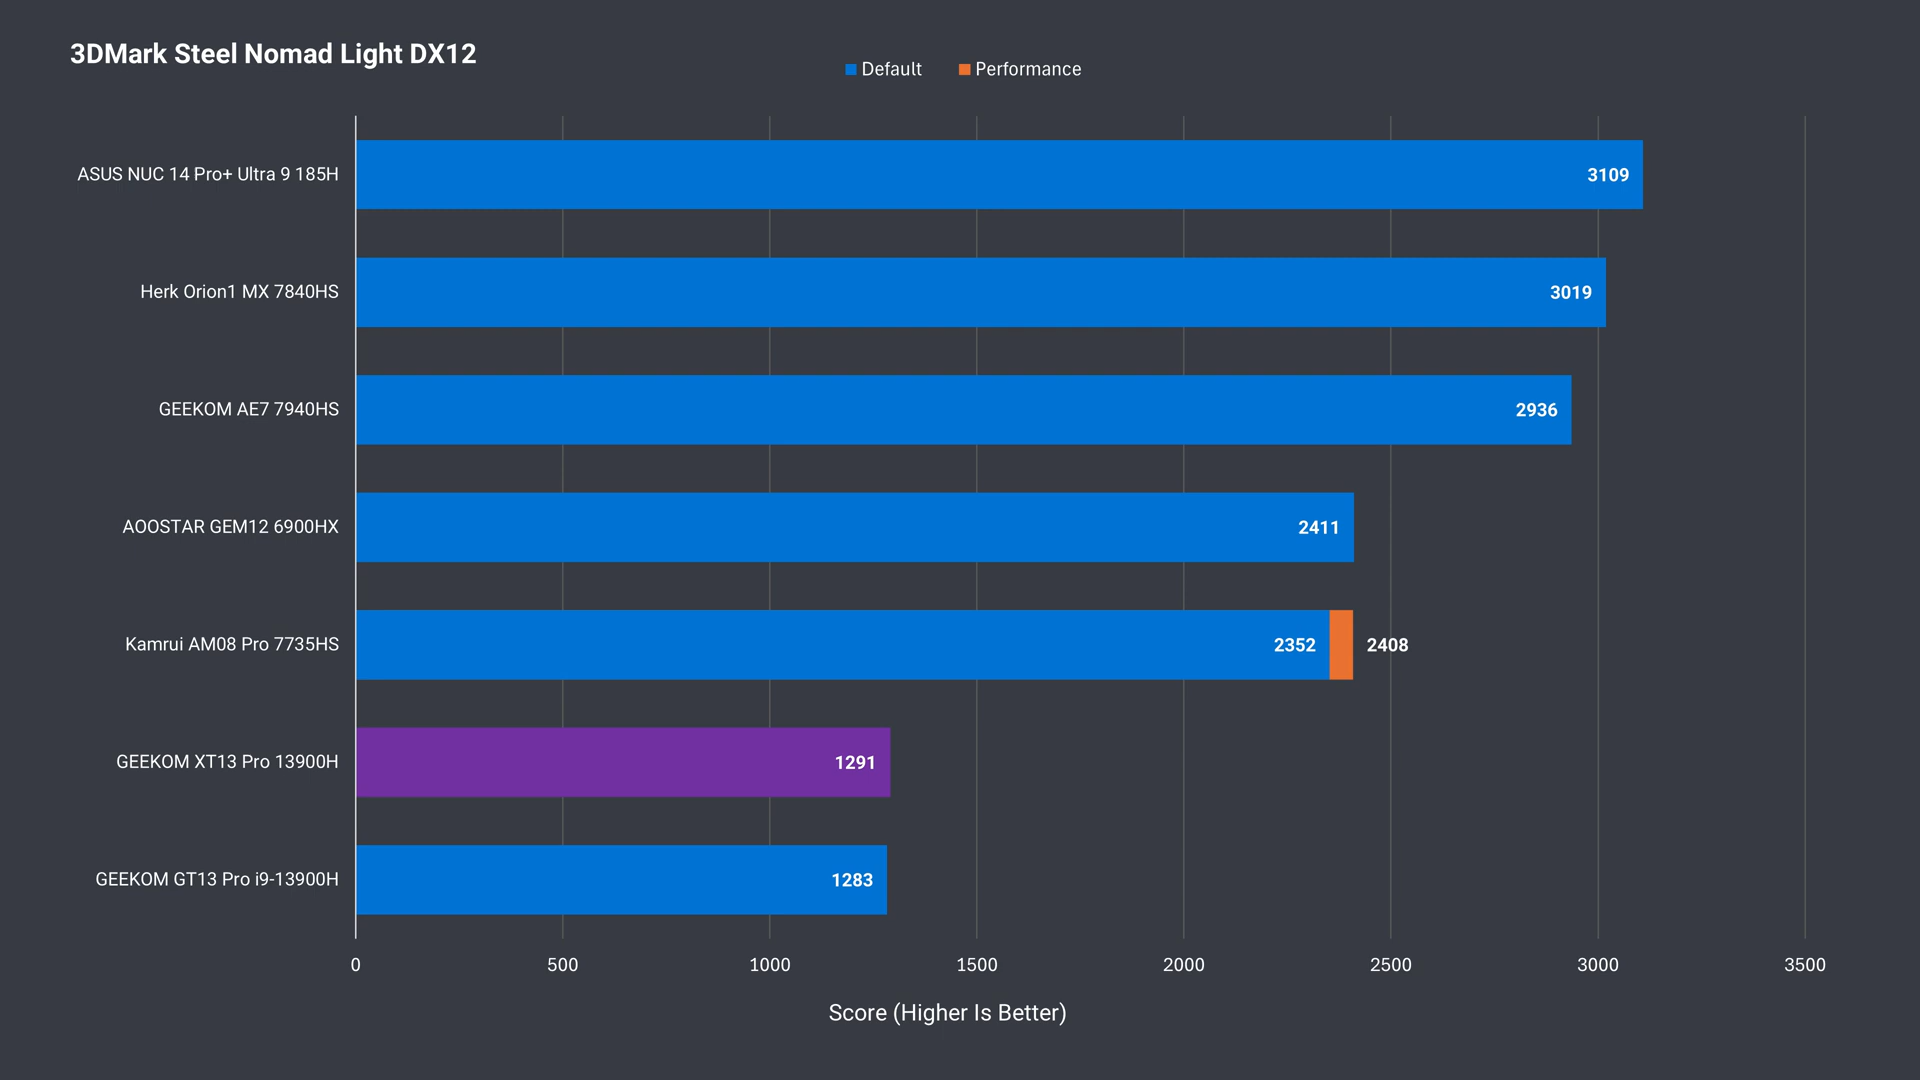 3DMark Steel Nomad Light DX12
Default
Performance
ASUS NUC 14 Pro+ Ultra 9 185H
3109
Herk Orion1 MX 7840HS
3019
GEEKOM AE7 7940HS
2936
AOOSTAR GEM12 6900HX
2411
Kamrui AM08 Pro 7735HS
2352
2408
GEEKOM XT13 Pro 13900H
1291
GEEKOM GT13 Pro i9-13900H
1283
0
500
1000
1500
2000
2500
3000
3500
Score (Higher Is Better)